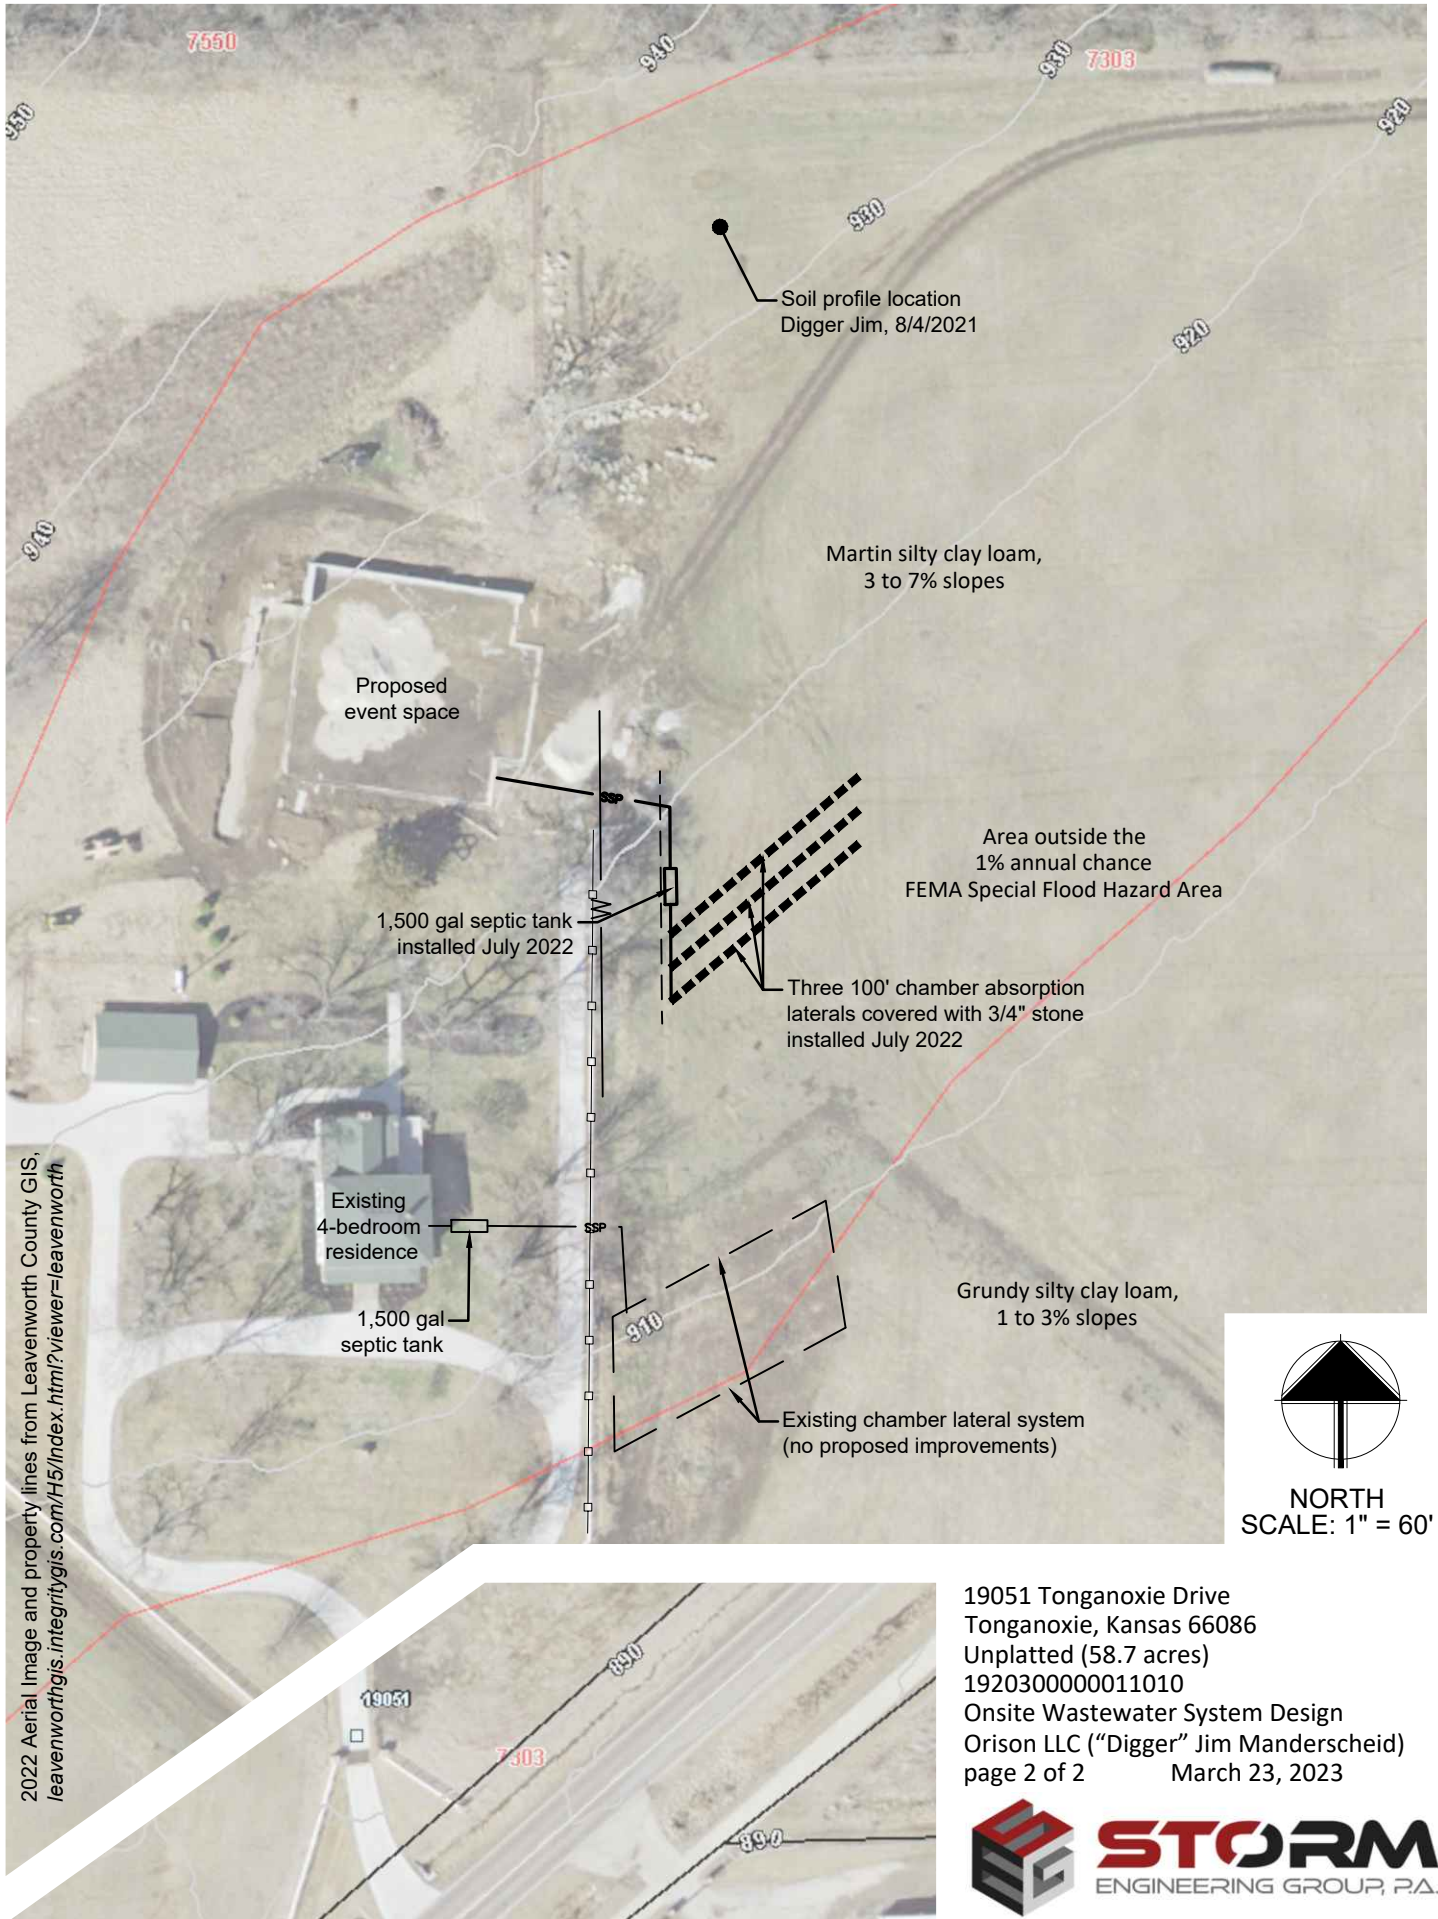 7550
940
930
7303
950
920
930
Soil profile location
Digger Jim, 8/4/2021
920
940
Martin silty clay loam,
3 to 7% slopes
Proposed
event space
SSP
Area outside the
1% annual chance
FEMA Special Flood Hazard Area
1,500 gal septic tank
installed July 2022
Three 100' chamber absorption
laterals covered with 3/4" stone
installed July 2022
Existing
4-bedroom
residence
SSP
1,500 gal
septic tank
910
Grundy silty clay loam,
1 to 3% slopes
Existing chamber lateral system
(no proposed improvements)
NORTH
SCALE: 1" = 60'
2022 Aerial Image and property lines from Leavenworth County GIS,
leavenworthgis.integritygis.com/H5/Index.html?viewer=leavenworth
890
19051
7303
890
19051 Tonganoxie Drive
Tonganoxie, Kansas 66086
Unplatted (58.7 acres)
1920300000011010
Onsite Wastewater System Design
Orison LLC (“Digger” Jim Manderscheid)
page 2 of 2 March 23, 2023
SEG
STORM
ENGINEERING GROUP, P.A.